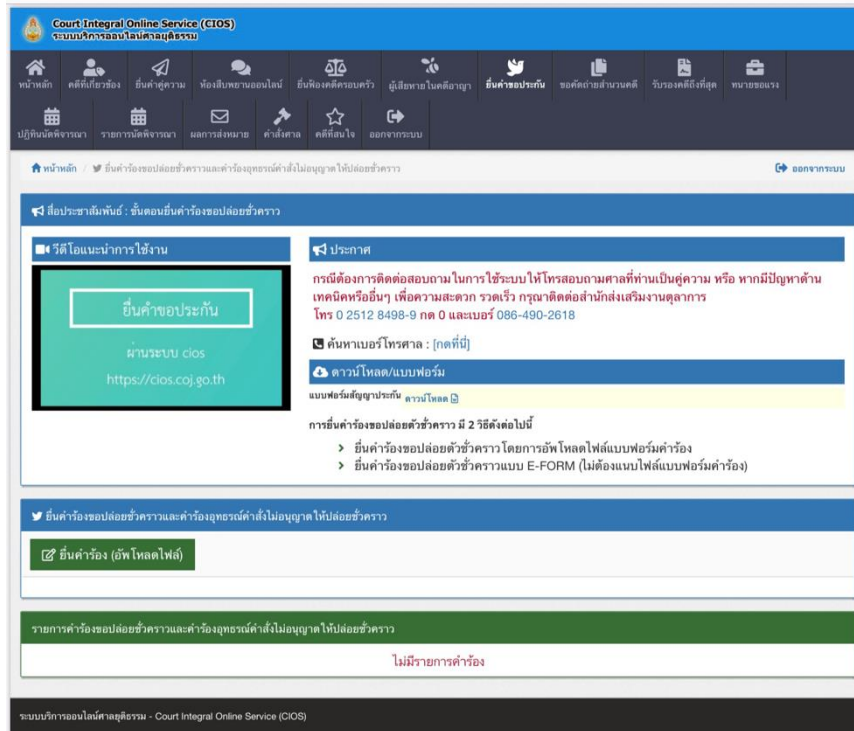 Court Integral Online Service (CIOS)
ระบบบริการออนไลน์ศาลยุติธรรม
หน้าหลัก คดีที่เกี่ยวข้อง ยื่นคำคู่ความ ห้องสืบพยานออนไลน์ ยื่นฟ้องคดีครอบครัว ผู้เสียหายในคดีอาญา ยื่นคำขอประกัน ขอคัดถ่ายสำนวนคดี รับรองคดีถึงที่สุด ทนายขอแรง
ปฏิทินนัดพิจารณา รายการนัดพิจารณา ผลการส่งหมาย คำสั่งศาล คดีที่สนใจ ออกจากระบบ
หน้าหลัก / ยื่นคำร้องขอปล่อยชั่วคราวและคำร้องอุทธรณ์คำสั่งไม่อนุญาตให้ปล่อยชั่วคราว ออกจากระบบ
สื่อประชาสัมพันธ์ : ขั้นตอนยื่นคำร้องขอปล่อยชั่วคราว
วีดีโอแนะนำการใช้งาน
ยื่นคำขอประกัน
ผ่านระบบ cios
https://cios.coj.go.th
ประกาศ
กรณีต้องการติดต่อสอบถามในการใช้ระบบให้โทรสอบถามศาลที่ท่านเป็นคู่ความ หรือ หากมีปัญหาด้าน
เทคนิคหรืออื่นๆ เพื่อความสะดวก รวดเร็ว กรุณาติดต่อสำนักส่งเสริมงานตุลาการ
โทร 0 2512 8498-9 กด 0 และเบอร์ 086-490-2618
ค้นหาเบอร์โทรศาล : [กดที่นี่]
ดาวน์โหลด/แบบฟอร์ม
แบบฟอร์มสัญญาประกัน ดาวน์โหลด
การยื่นคำร้องขอปล่อยตัวชั่วคราว มี 2 วิธีดังต่อไปนี้
ยื่นคำร้องขอปล่อยตัวชั่วคราวโดยการอัพโหลดไฟล์แบบฟอร์มคำร้อง
ยื่นคำร้องขอปล่อยตัวชั่วคราวแบบ E-FORM (ไม่ต้องแนบไฟล์แบบฟอร์มคำร้อง)
ยื่นคำร้องขอปล่อยชั่วคราวและคำร้องอุทธรณ์คำสั่งไม่อนุญาตให้ปล่อยชั่วคราว
ยื่นคำร้อง (อัพโหลดไฟล์)
รายการคำร้องขอปล่อยชั่วคราวและคำร้องอุทธรณ์คำสั่งไม่อนุญาตให้ปล่อยชั่วคราว
ไม่มีรายการคำร้อง
ระบบบริการออนไลน์ศาลยุติธรรม - Court Integral Online Service (CIOS)